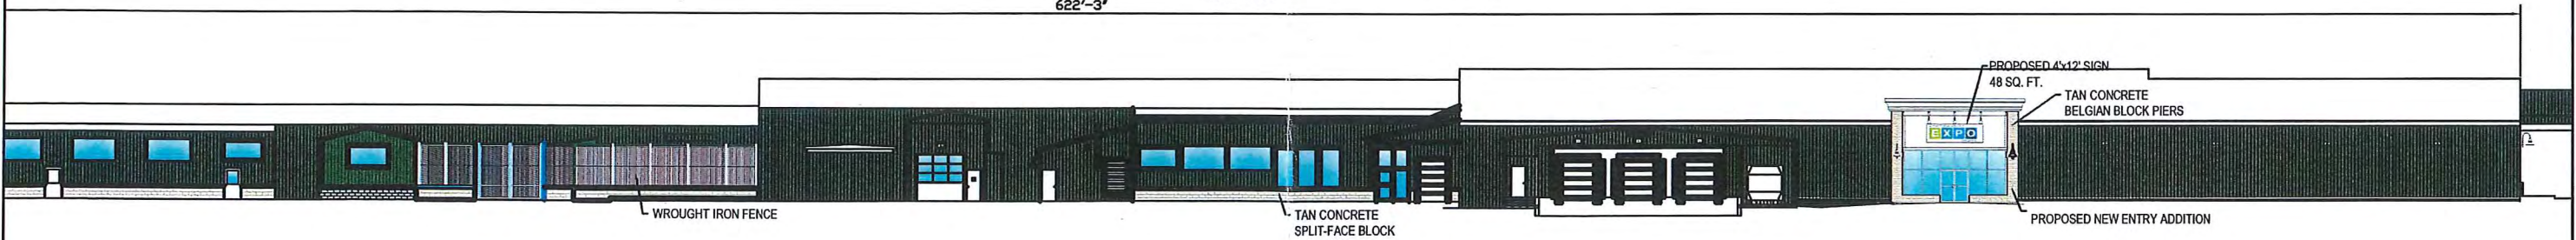 622'-3"
PROPOSED 4'x12' SIGN
48 SQ. FT.
TAN CONCRETE
BELGIAN BLOCK PIERS
EXPO
WROUGHT IRON FENCE
TAN CONCRETE
SPLIT-FACE BLOCK
PROPOSED NEW ENTRY ADDITION